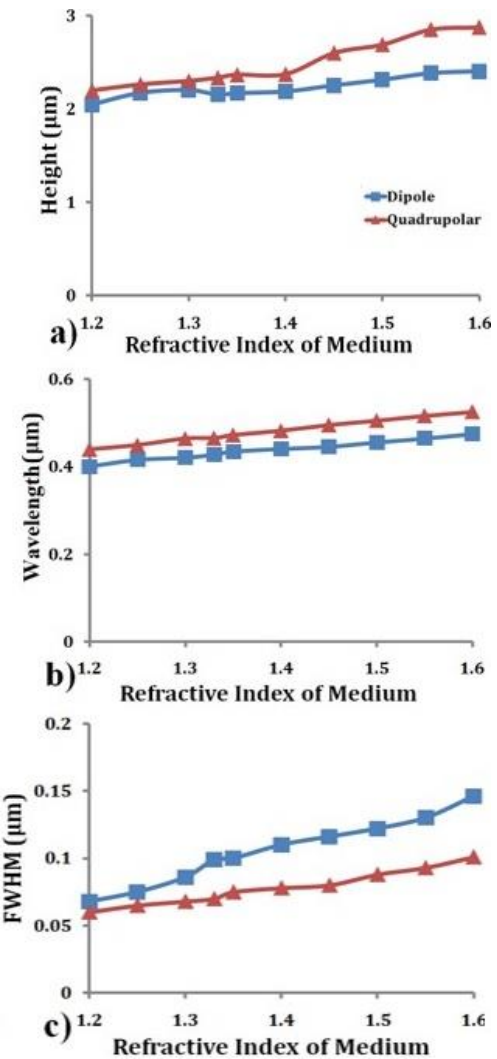 3
2
1
0
Height (µm)
Dipole
Quadrupolar
1.2 1.3 1.4 1.5 1.6
a)
Refractive Index of Medium
0.6
0.4
0.2
0
Wavelength(µm)
1.2 1.3 1.4 1.5 1.6
b)
Refractive Index of Medium
0.2
0.15
0.1
0.05
0
FWHM (µm)
1.2 1.3 1.4 1.5 1.6
c)
Refractive Index of Medium